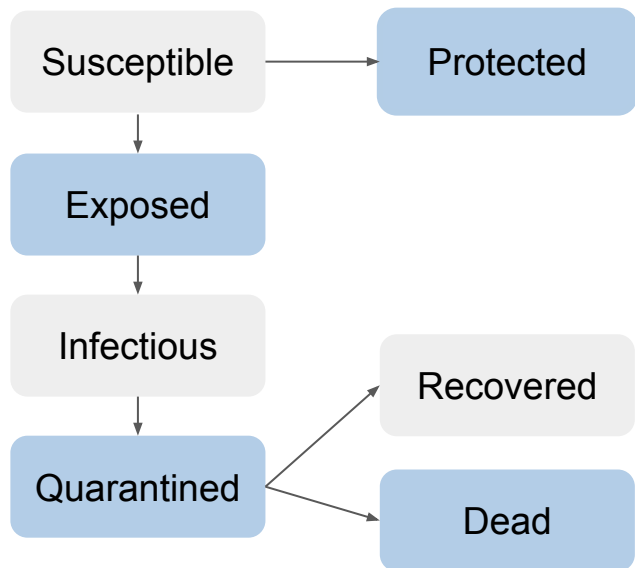 Susceptible
Protected
Exposed
Infectious
Recovered
Quarantined
Dead